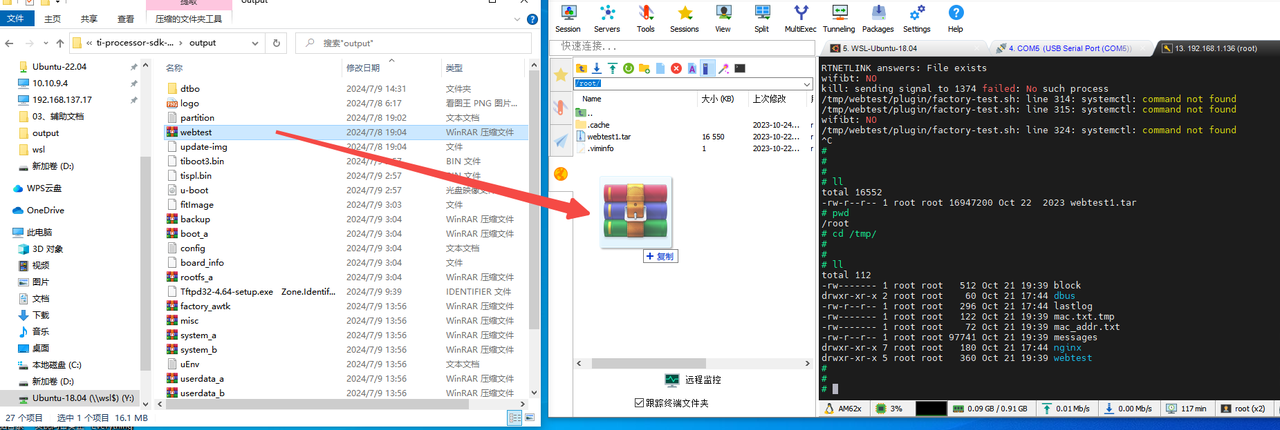 提取
output
文件
主页
共享
查看
压缩的文件夹工具
« ti-processor-sdk-... › output
搜索"output"
Ubuntu-22.04
10.10.9.4
192.168.137.17
03、辅助文档
output
wsl
新加卷 (D:)
WPS云盘
OneDrive
此电脑
3D 对象
视频
图片
文档
下载
音乐
桌面
本地磁盘 (C:)
新加卷 (D:)
Ubuntu-18.04 (\\wsl$) (Y:)
名称 修改日期 类型
dtbo 2024/7/9 14:31 文件夹
logo 2024/7/8 6:17 看图王 PNG 图片...
partition 2024/7/8 19:02 文本文档
webtest 2024/7/8 19:04 WinRAR 压缩文件
update-img 2024/7/8 19:04 文件
tiboot3.bin BIN 文件
tispl.bin 2024/7/9 2:57 BIN 文件
u-boot 2024/7/9 2:57 光盘映像文
fitImage 2024/7/9 3:03 文件
backup 2024/7/9 3:04 WinRAR 压缩文件
boot_a 2024/7/9 3:04 WinRAR 压缩文件
config 2024/7/9 3:04 文本文档
board_info 2024/7/9 3:04 文件
rootfs_a 2024/7/9 3:04 WinRAR 压缩文件
Tftpd32-4.64-setup.exe Zone.Identif... 2024/7/9 9:39 IDENTIFIER 文件
factory_awtk 2024/7/9 13:56 WinRAR 压缩文件
misc 2024/7/9 13:56 WinRAR 压缩文件
system_a 2024/7/9 13:56 WinRAR 压缩文件
system_b 2024/7/9 13:56 WinRAR 压缩文件
uEnv 2024/7/9 13:56 文本文档
userdata_a 2024/7/9 13:56 WinRAR 压缩文件
userdata_b 2024/7/9 13:56 WinRAR 压缩文件
27 个项目 选中 1 个项目 16.1 MB
Session Servers Tools Sessions View Split MultiExec Tunneling Packages Settings Help
快速连接...
/root/
Name 大小 (KB) 上次修改
..
.cache 2023-10-24...
webtest1.tar 16 550 2023-10-22...
.viminfo 1 2023-10-22...
复制
远程监控
跟踪终端文件夹
5. WSL-Ubuntu-18.04
4. COM5 (USB Serial Port (COM5))
13. 192.168.1.136 (root)
RTNETLINK answers: File exists
wifibt: NO
kill: sending signal to 1374 failed: No such process
/tmp/webtest/plugin/factory-test.sh: line 314: systemctl: command not found
/tmp/webtest/plugin/factory-test.sh: line 315: systemctl: command not found
wifibt: NO
/tmp/webtest/plugin/factory-test.sh: line 324: systemctl: command not found
^C
#
#
#
# ll
total 16552
-rw-r--r-- 1 root root 16947200 Oct 22 2023 webtest1.tar
# pwd
/root
# cd /tmp/
#
#
# ll
total 112
-rw------- 1 root root 512 Oct 21 19:39 block
drwxr-xr-x 2 root root 60 Oct 21 17:44 dbus
-rw-r--r-- 1 root root 296 Oct 21 17:44 lastlog
-rw------- 1 root root 122 Oct 21 19:39 mac.txt.tmp
-rw------- 1 root root 72 Oct 21 19:39 mac_addr.txt
-rw-r--r-- 1 root root 97741 Oct 21 19:39 messages
drwxr-xr-x 7 root root 180 Oct 21 17:44 nginx
drwxr-xr-x 5 root root 360 Oct 21 19:39 webtest
#
#
#
AM62x 3% 0.09 GB / 0.91 GB 0.01 Mb/s 0.00 Mb/s 117 min root (x2)